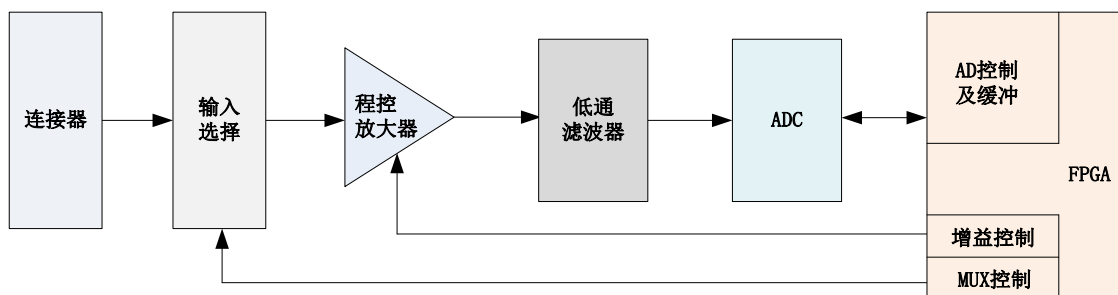 连接器
输入
选择
程控
放大器
低通
滤波器
ADC
AD控制
及缓冲
FPGA
增益控制
MUX控制